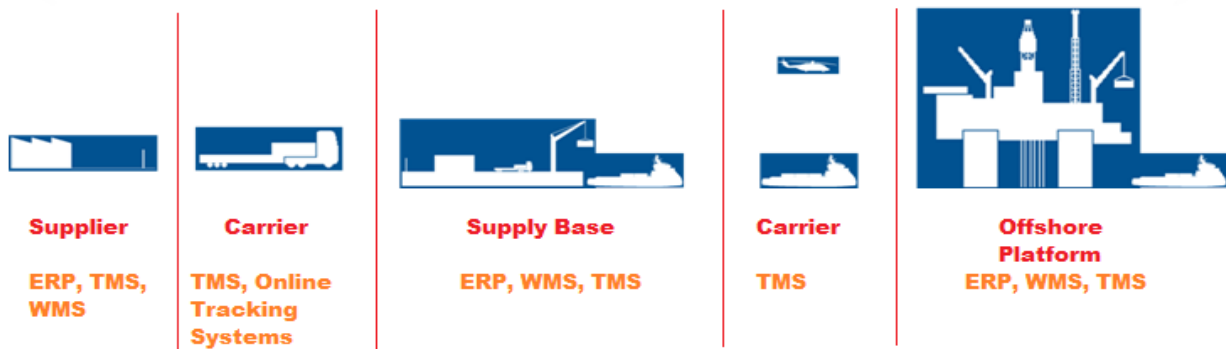 Supplier
ERP, TMS,
WMS
Carrier
TMS, Online
Tracking
Systems
Supply Base
ERP, WMS, TMS
Carrier
TMS
Offshore
Platform
ERP, WMS, TMS